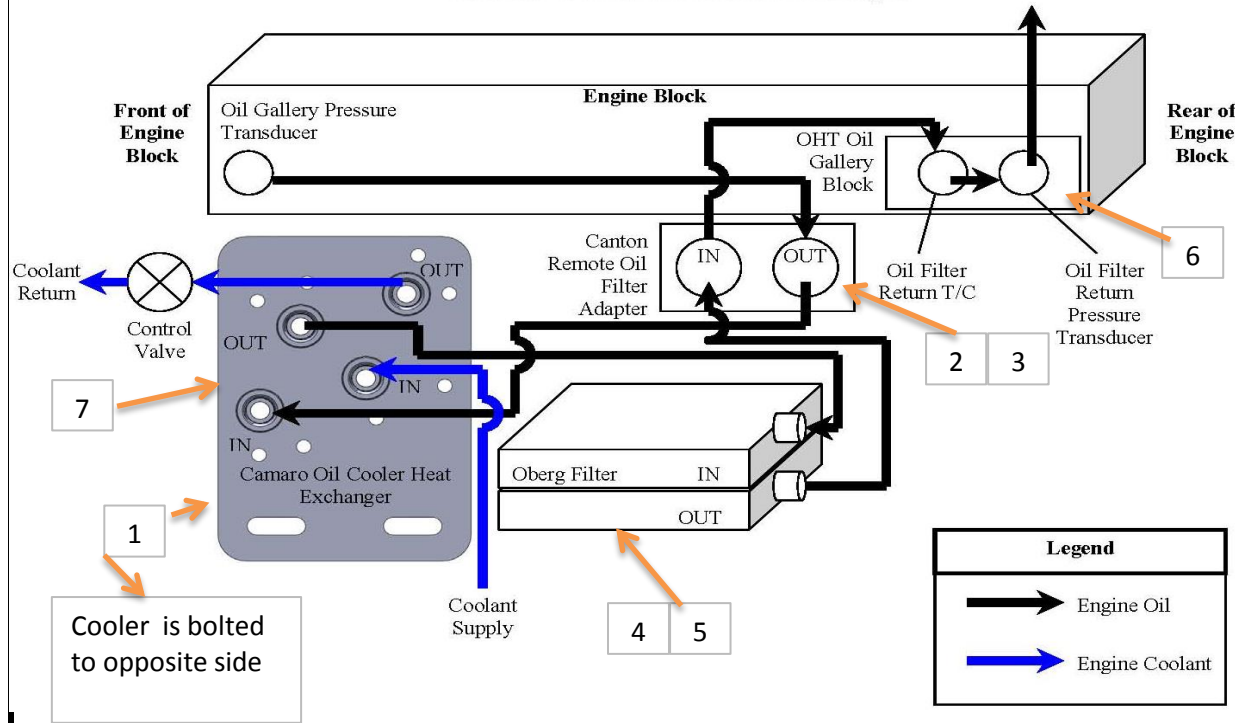 Front of
Engine
Block
Oil Gallery Pressure
Transducer
Engine Block
OHT Oil
Gallery
Block
Rear of
Engine
Block
6
Coolant
Return
Control
Valve
OUT
OUT
IN
IN
Camaro Oil Cooler Heat
Exchanger
Canton
Remote Oil
Filter
Adapter
IN
OUT
Oil Filter
Return T/C
Oil Filter
Return
Pressure
Transducer
2
3
7
1
Oberg Filter
IN
OUT
Coolant
Supply
4
5
Cooler is bolted
to opposite side
Legend
Engine Oil
Engine Coolant